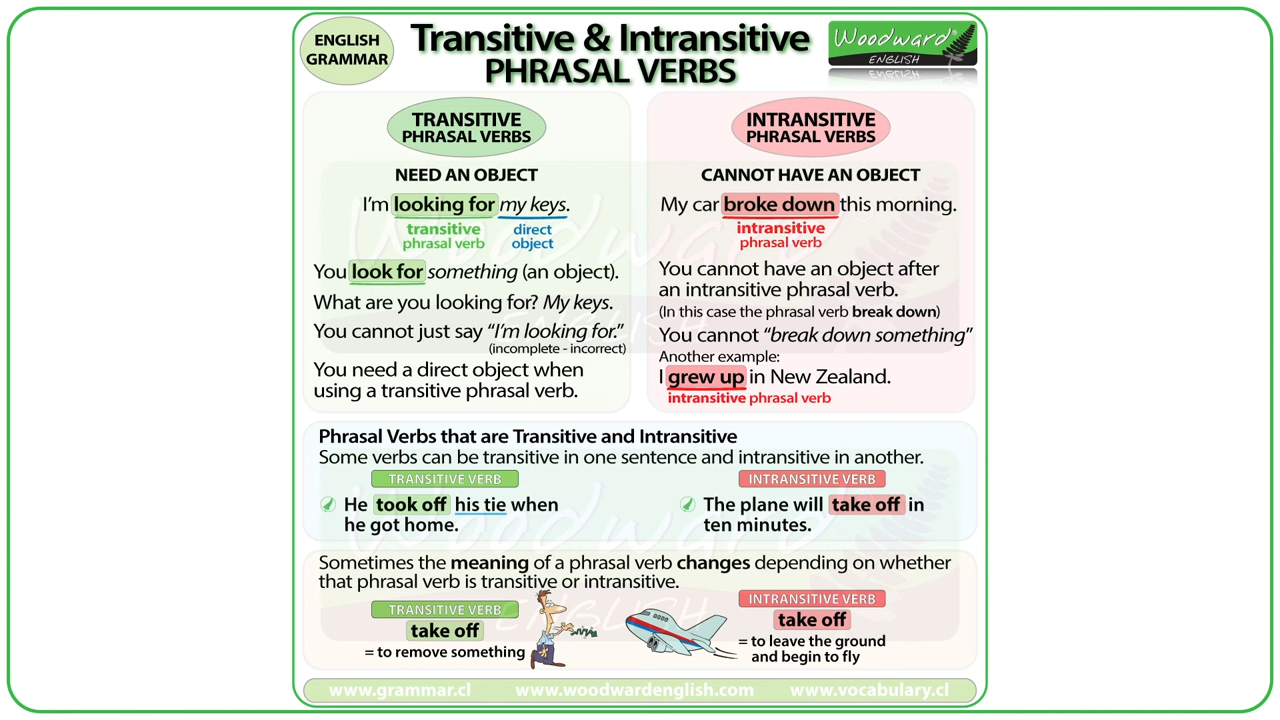 ENGLISH
GRAMMAR
Transitive & Intransitive
PHRASAL VERBS
Woodward®
ENGLISH
TRANSITIVE
PHRASAL VERBS
NEED AN OBJECT
I'm looking for my keys.
transitive
phrasal verb
direct
object
You look for something (an object).
What are you looking for? My keys.
You cannot just say "I'm looking for."
(incomplete - incorrect)
You need a direct object when
using a transitive phrasal verb.
INTRANSITIVE
PHRASAL VERBS
CANNOT HAVE AN OBJECT
My car broke down this morning.
intransitive
phrasal verb
You cannot have an object after
an intransitive phrasal verb.
(In this case the phrasal verb break down)
You cannot "break down something"
Another example:
I grew up in New Zealand.
intransitive phrasal verb
Phrasal Verbs that are Transitive and Intransitive
Some verbs can be transitive in one sentence and intransitive in another.
TRANSITIVE VERB
He took off his tie when
he got home.
INTRANSITIVE VERB
The plane will take off in
ten minutes.
Sometimes the meaning of a phrasal verb changes depending on whether
that phrasal verb is transitive or intransitive.
TRANSITIVE VERB
take off
= to remove something
INTRANSITIVE VERB
take off
= to leave the ground
and begin to fly
www.grammar.cl www.woodwardenglish.com www.vocabulary.cl